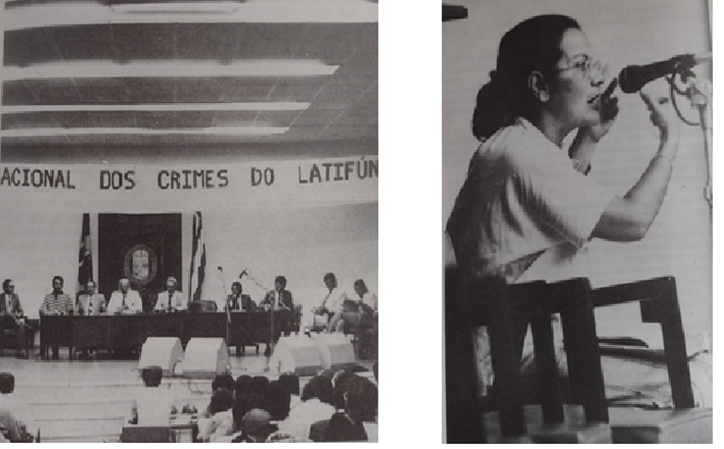 ACIONAL DOS CRIMES DO LATIFÚN